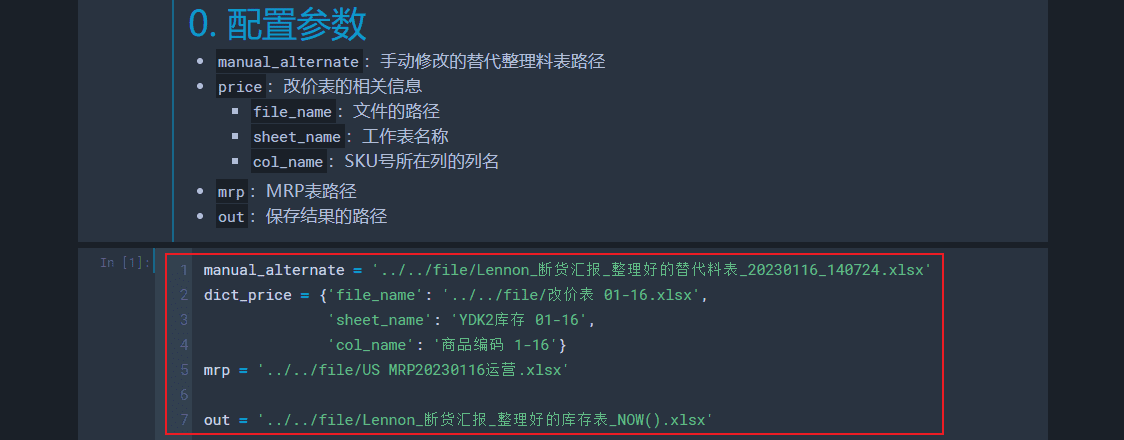 0. 配置参数
manual_alternate：手动修改的替代整理料表路径
price：改价表的相关信息
file_name：文件的路径
sheet_name：工作表名称
col_name：SKU号所在列的列名
mrp：MRP表路径
out：保存结果的路径
In [1]:
1 manual_alternate = '../../file/Lennon_断货汇报_整理好的替代料表_20230116_140724.xlsx'
2 dict_price = {'file_name': '../../file/改价表 01-16.xlsx',
3 'sheet_name': 'YDK2库存 01-16',
4 'col_name': '商品编码 1-16'}
5 mrp = '../../file/US MRP20230116运营.xlsx'
6
7 out = '../../file/Lennon_断货汇报_整理好的库存表_NOW().xlsx'